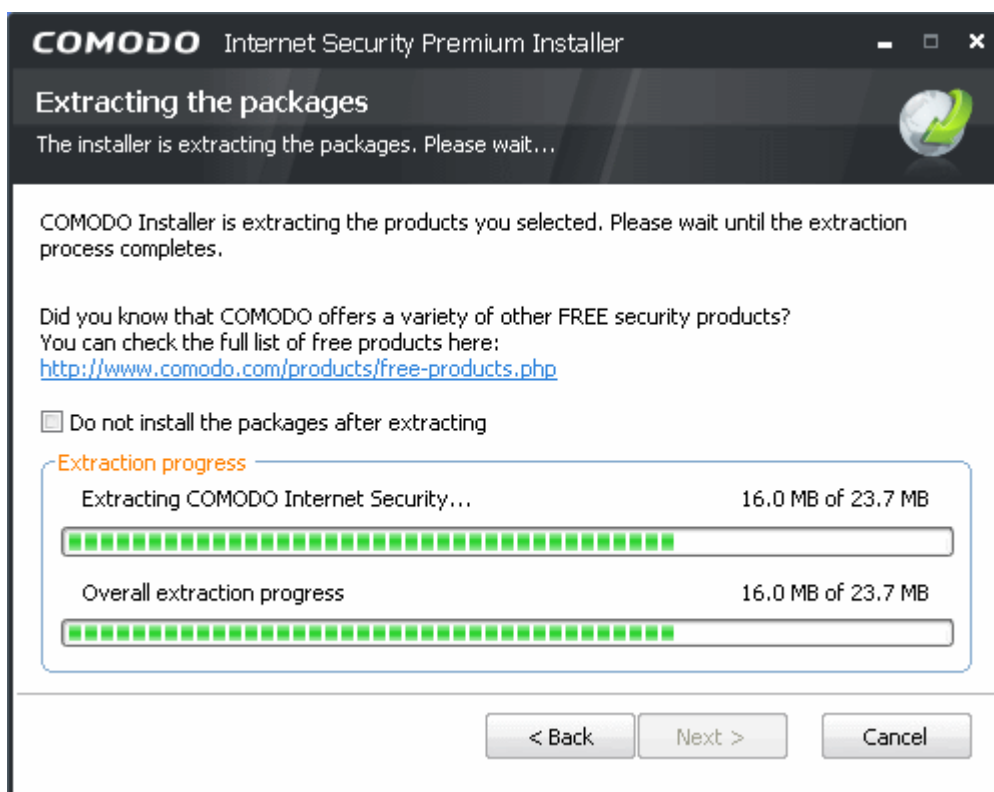 COMODO Internet Security Premium Installer
Extracting the packages
The installer is extracting the packages. Please wait...
COMODO Installer is extracting the products you selected. Please wait until the extraction
process completes.
Did you know that COMODO offers a variety of other FREE security products?
You can check the full list of free products here:
http://www.comodo.com/products/free-products.php
Do not install the packages after extracting
Extraction progress
Extracting COMODO Internet Security... 16.0 MB of 23.7 MB
Overall extraction progress 16.0 MB of 23.7 MB
< Back Next > Cancel